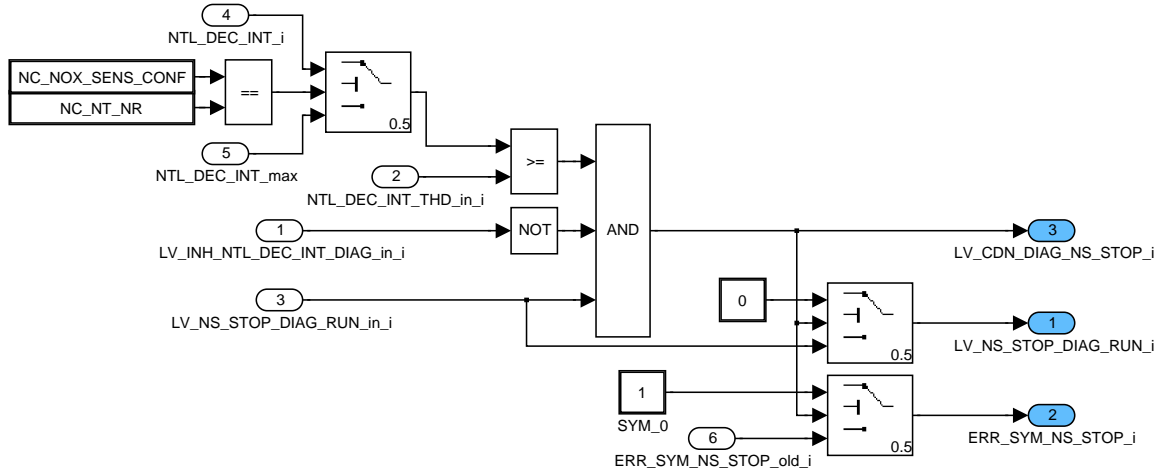 4
NTL_DEC_INT_i
NC_NOX_SENS_CONF
NC_NT_NR
==
0.5
5
NTL_DEC_INT_max
>=
2
NTL_DEC_INT_THD_in_i
1
LV_INH_NTL_DEC_INT_DIAG_in_i
NOT
AND
3
LV_CDN_DIAG_NS_STOP_i
3
LV_NS_STOP_DIAG_RUN_in_i
0
0.5
1
LV_NS_STOP_DIAG_RUN_i
1
SYM_0
0.5
2
ERR_SYM_NS_STOP_i
6
ERR_SYM_NS_STOP_old_i